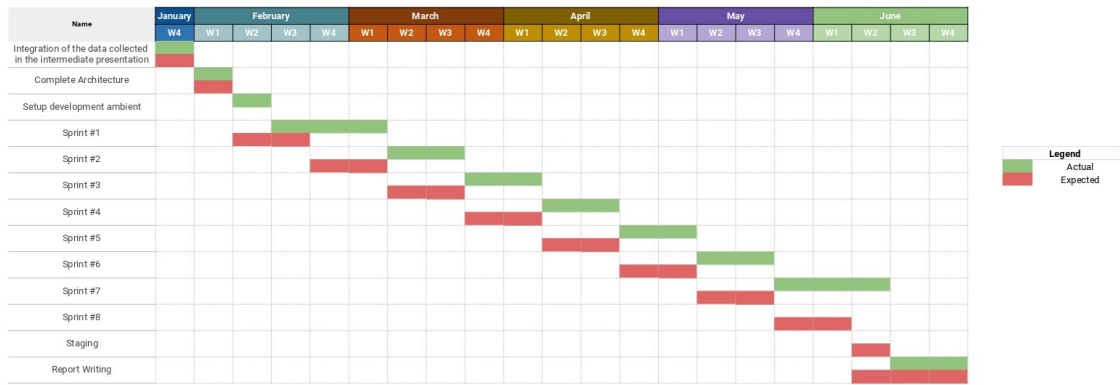 Name January February March April May June
W4 W1 W2 W3 W4 W1 W2 W3 W4 W1 W2 W3 W4 W1 W2 W3 W4 W1 W2 W3 W4
Integration of the data collected
in the intermediate presentation
Complete Architecture
Setup development ambient
Sprint #1
Sprint #2
Sprint #3
Sprint #4
Sprint #5
Sprint #6
Sprint #7
Sprint #8
Staging
Report Writing
Legend
Actual
Expected